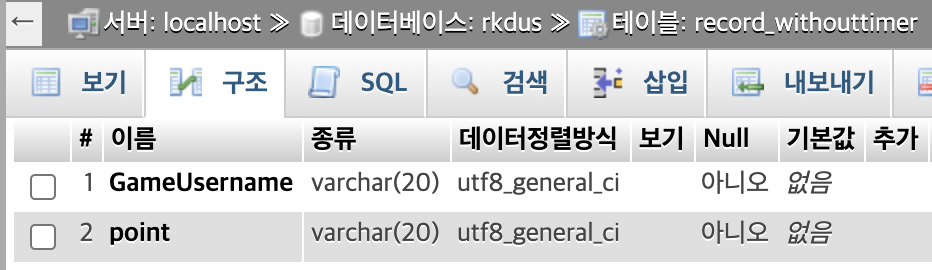 ← 서버: localhost » 데이터베이스: rkdus » 테이블: record_withouttimer
보기 구조 SQL 검색 삽입 내보내기
# 이름 종류 데이터정렬방식 보기 Null 기본값 추가
1 GameUsername varchar(20) utf8_general_ci 아니오 없음
2 point varchar(20) utf8_general_ci 아니오 없음